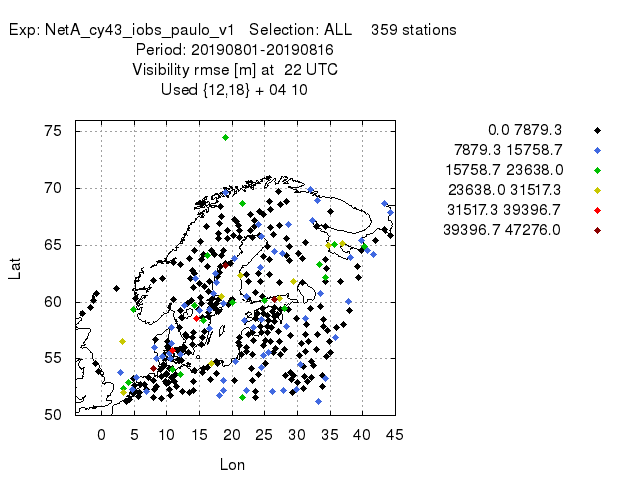 Exp: NetA_cy43_iobs_paulo_v1 Selection: ALL 359 stations
Period: 20190801-20190816
Visibility rmse [m] at 22 UTC
Used {12,18} + 04 10
0.0 7879.3
7879.3 15758.7
15758.7 23638.0
23638.0 31517.3
31517.3 39396.7
39396.7 47276.0
75
70
65
60
55
50
Lat
0 5 10 15 20 25 30 35 40 45
Lon